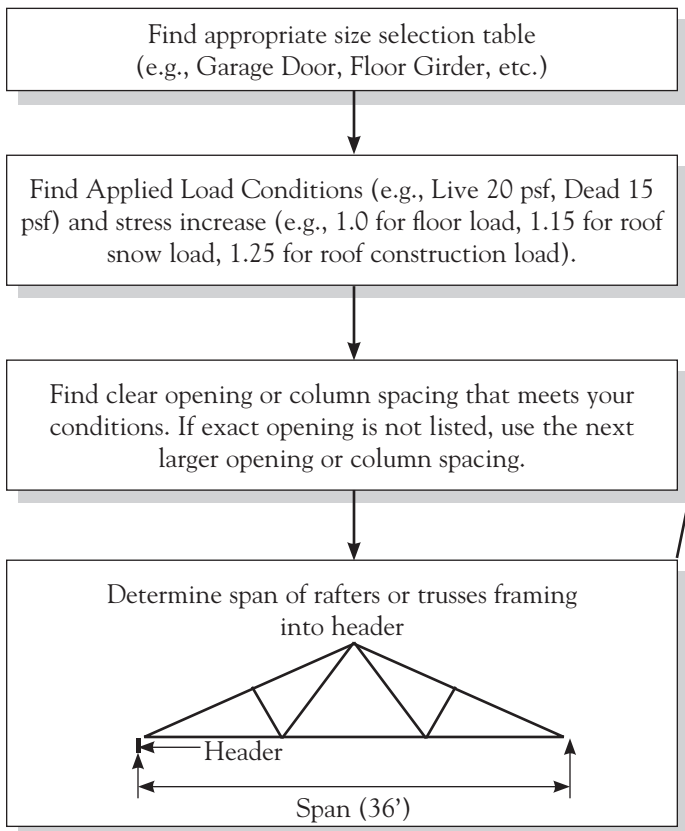 Find appropriate size selection table
(e.g., Garage Door, Floor Girder, etc.)
Find Applied Load Conditions (e.g., Live 20 psf, Dead 15
psf) and stress increase (e.g., 1.0 for floor load, 1.15 for roof
snow load, 1.25 for roof construction load).
Find clear opening or column spacing that meets your
conditions. If exact opening is not listed, use the next
larger opening or column spacing.
Determine span of rafters or trusses framing
into header
Header
Span (36’)